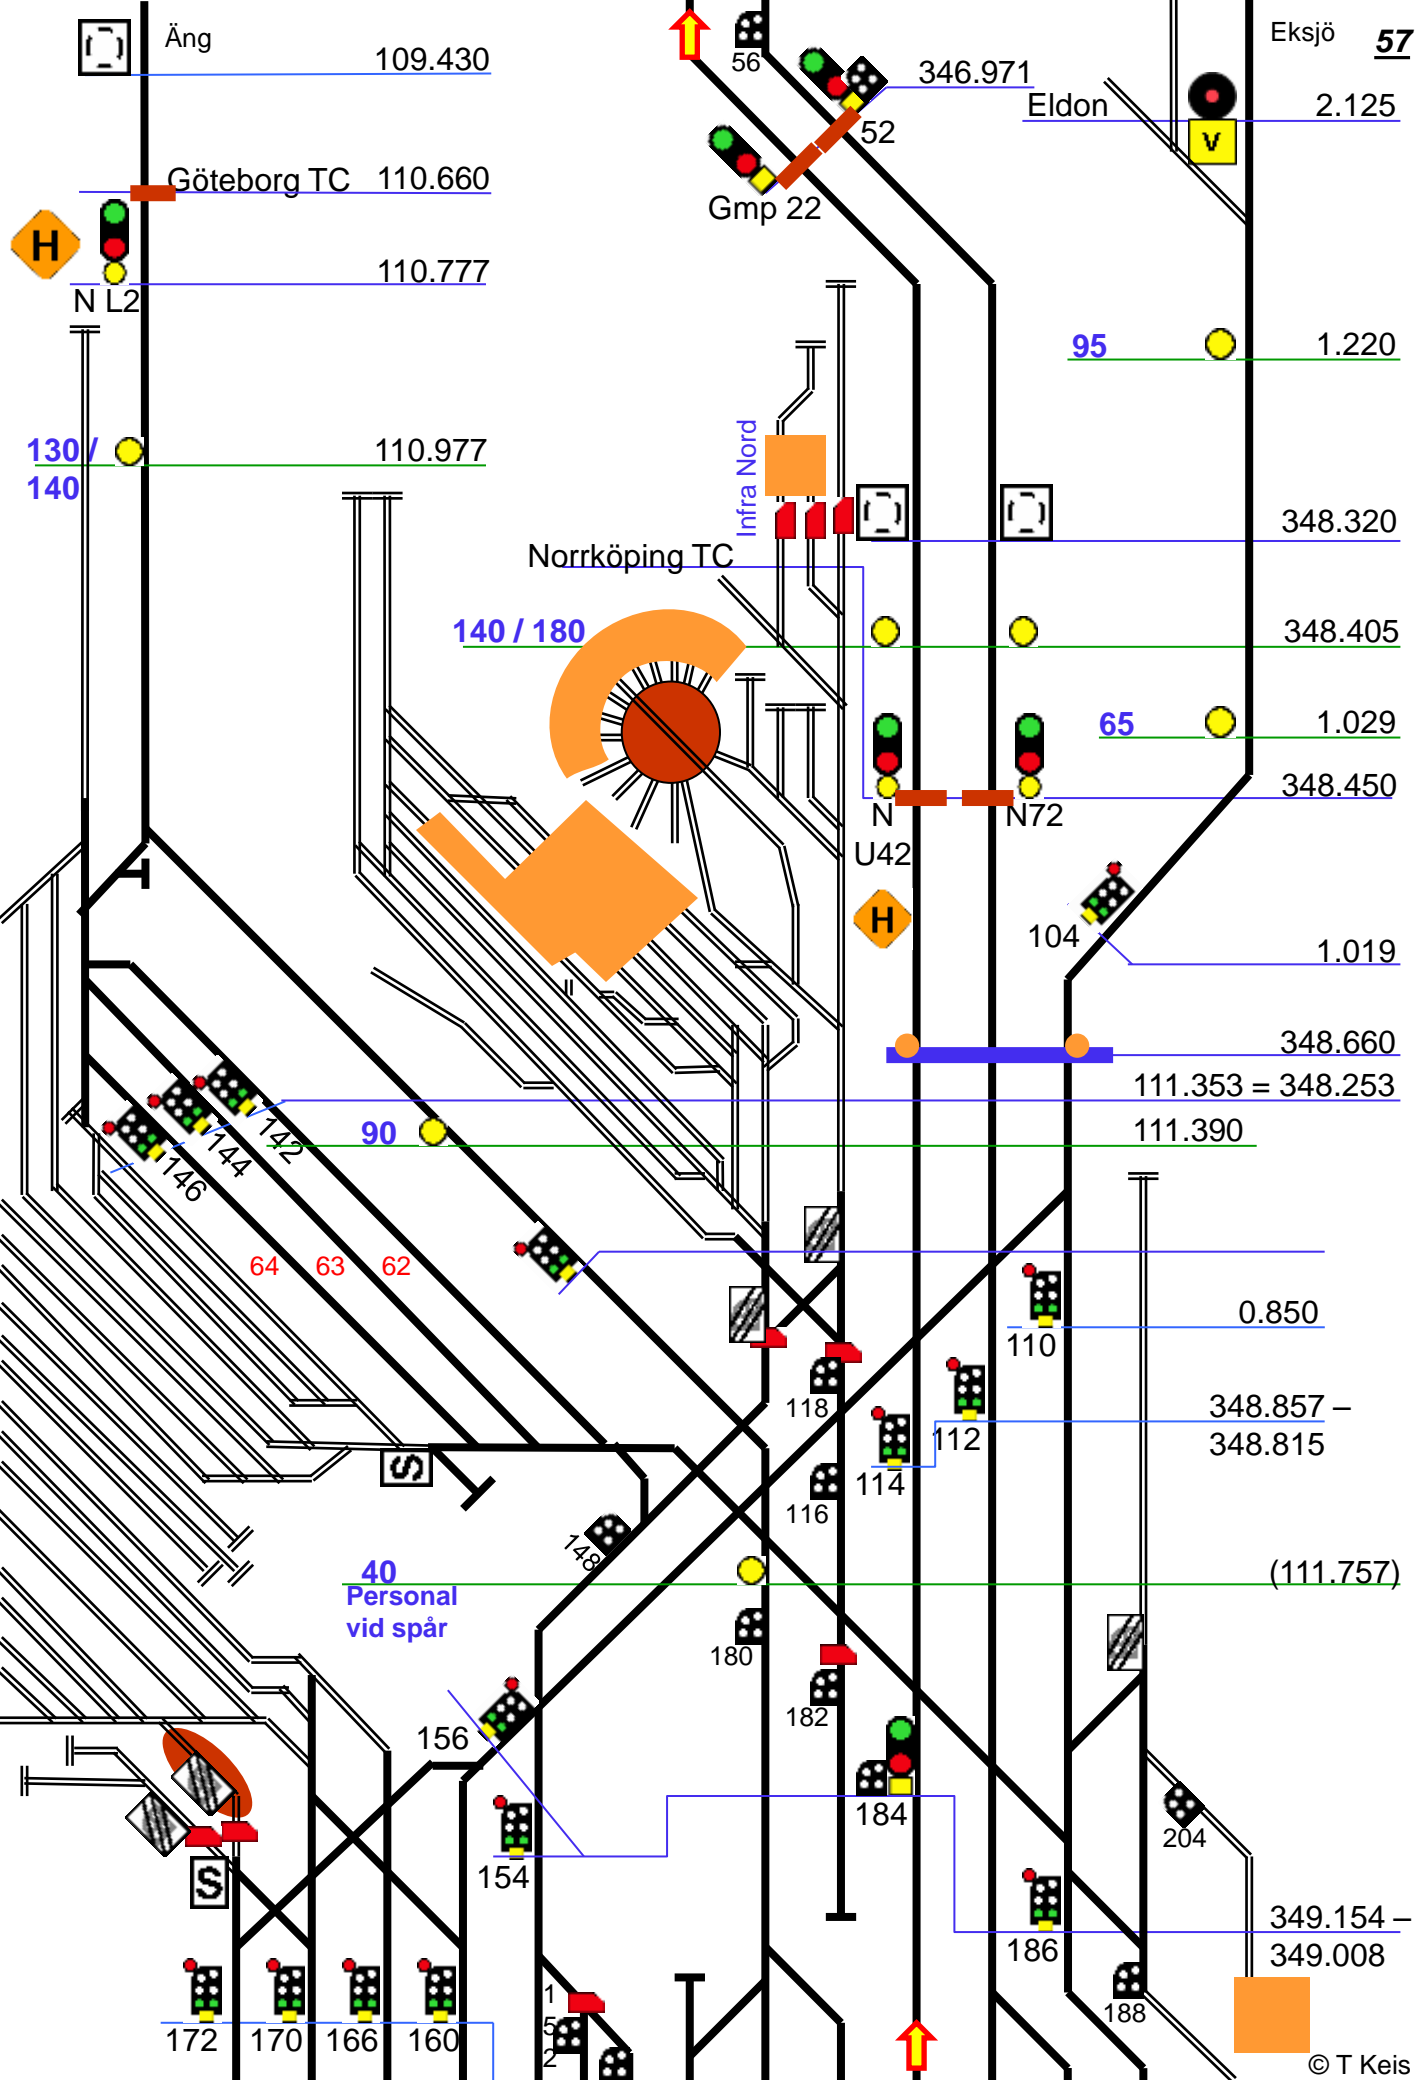 Äng
109.430
56
346.971
Eksjö
57
Eldon
2.125
V
52
Göteborg TC
110.660
Gmp 22
H
110.777
N L2
95
1.220
130 /
140
110.977
Infra Nord
348.320
Norrköping TC
140 / 180
348.405
65
1.029
348.450
N
U42
N72
H
104
1.019
348.660
111.353 = 348.253
90
111.390
142
144
146
64
63
62
0.850
110
118
112
348.857 –
348.815
114
116
S
148
40
Personal
vid spår
(111.757)
180
182
156
184
154
204
S
186
349.154 –
349.008
188
1
5
2
172
170
166
160
© T Keis